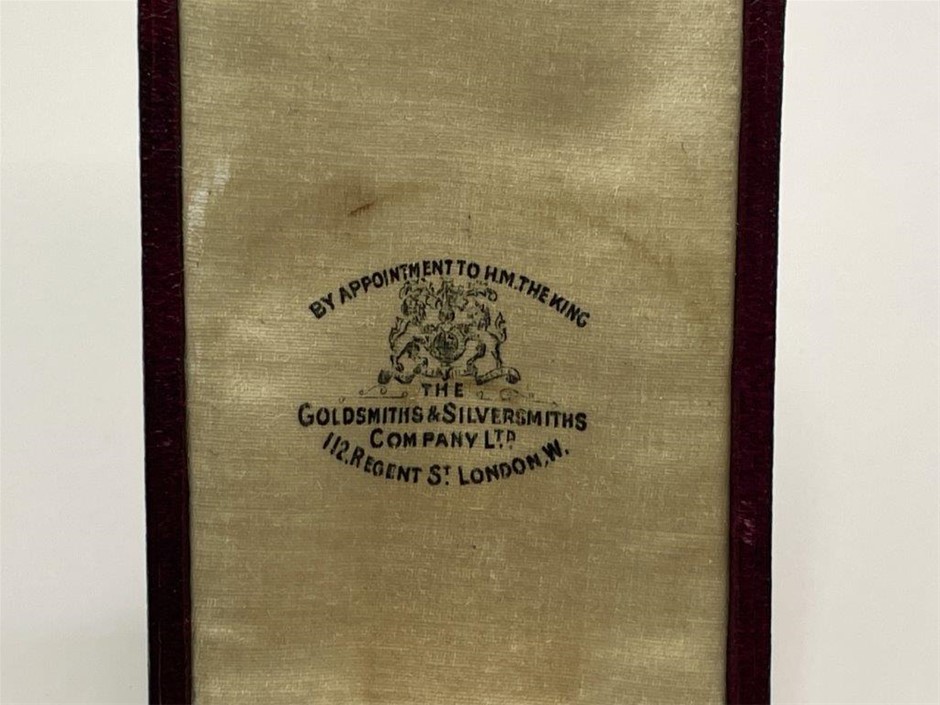 BY APPOINTMENT TO H.M. THE KING
THE
GOLDSMITHS & SILVERSMITHS
COMPANY LTD
112, REGENT ST. LONDON, W.